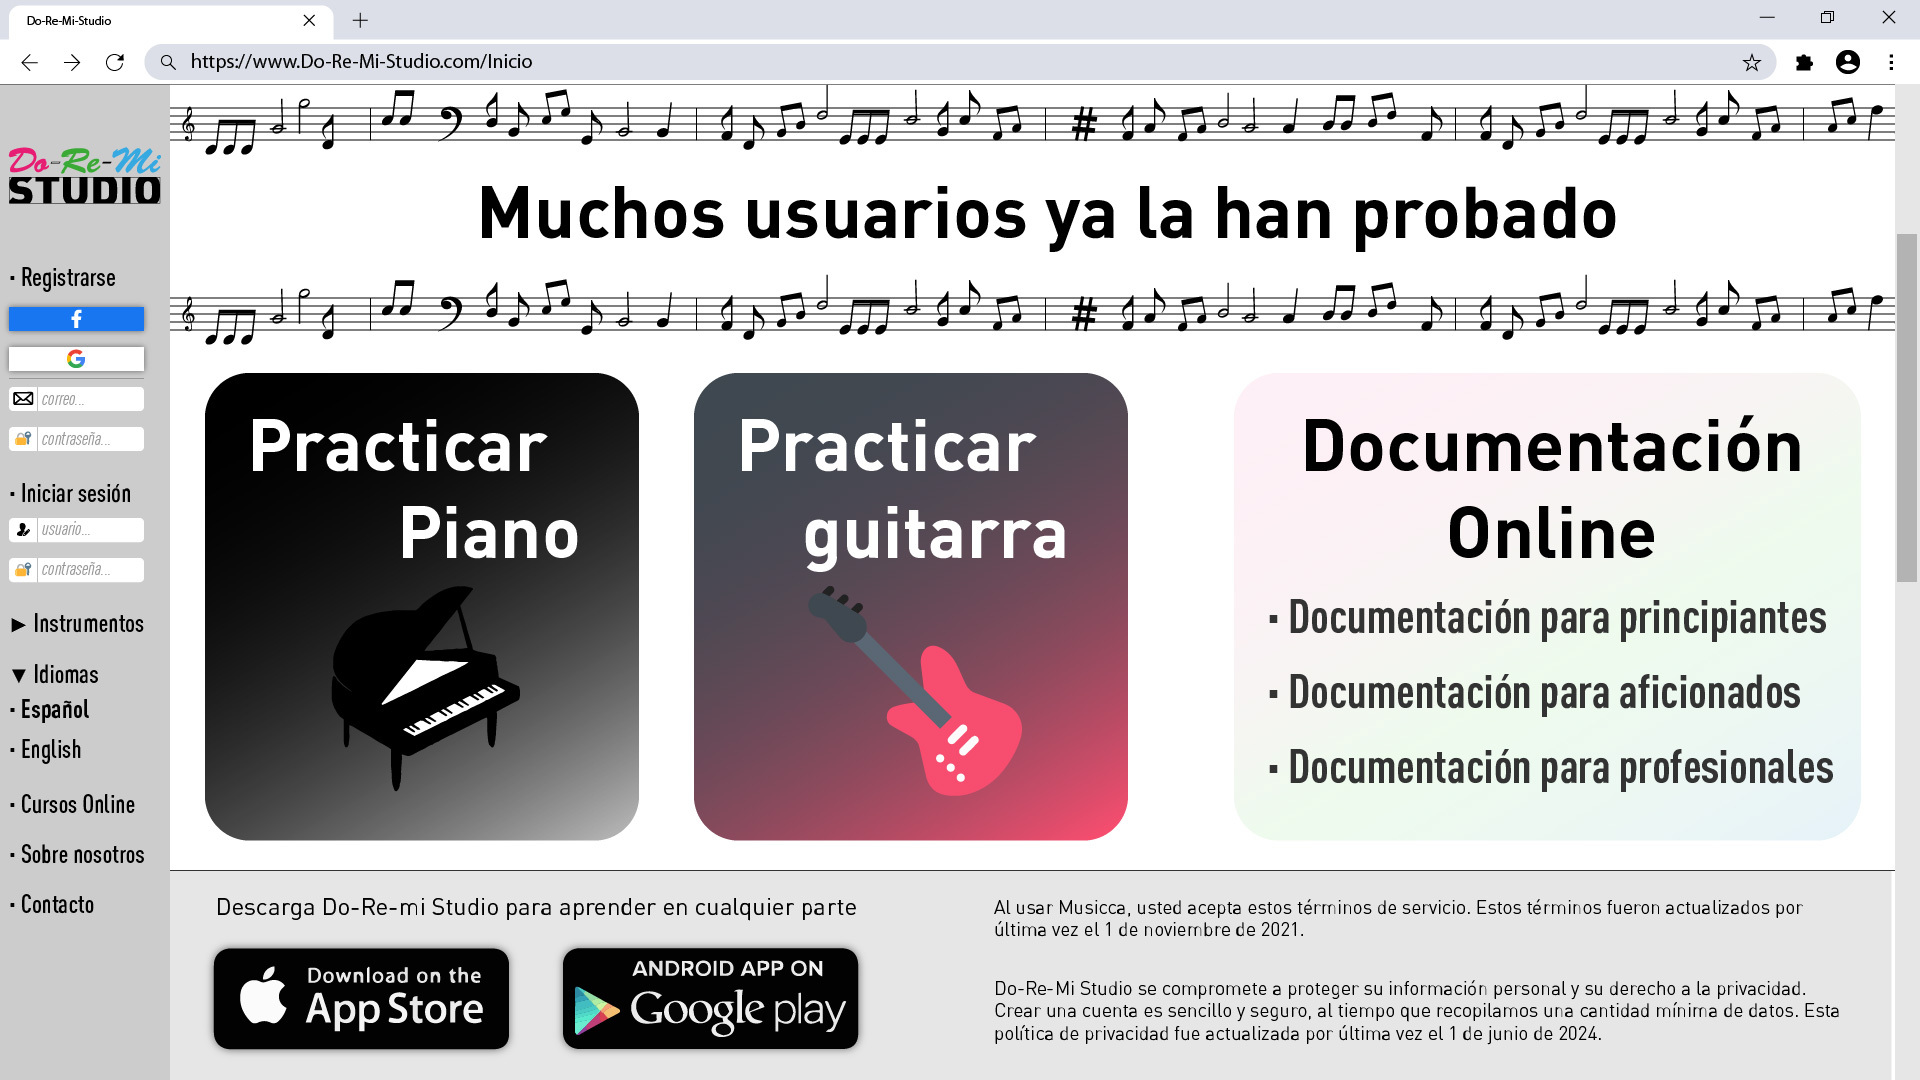 Do-Re-Mi-Studio
https://www.Do-Re-Mi-Studio.com/Inicio
Do-Re-Mi
STUDIO
· Registrarse
f
G
correo...
contraseña...
· Iniciar sesión
usuario...
contraseña...
► Instrumentos
▼ Idiomas
· Español
· English
· Cursos Online
· Sobre nosotros
· Contacto
Muchos usuarios ya la han probado
Practicar
Piano
Practicar
guitarra
Documentación
Online
· Documentación para principiantes
· Documentación para aficionados
· Documentación para profesionales
Descarga Do-Re-mi Studio para aprender en cualquier parte
Download on the
App Store
ANDROID APP ON
Google play
Al usar Musicca, usted acepta estos términos de servicio. Estos términos fueron actualizados por
última vez el 1 de noviembre de 2021.
Do-Re-Mi Studio se compromete a proteger su información personal y su derecho a la privacidad.
Crear una cuenta es sencillo y seguro, al tiempo que recopilamos una cantidad mínima de datos. Esta
política de privacidad fue actualizada por última vez el 1 de junio de 2024.